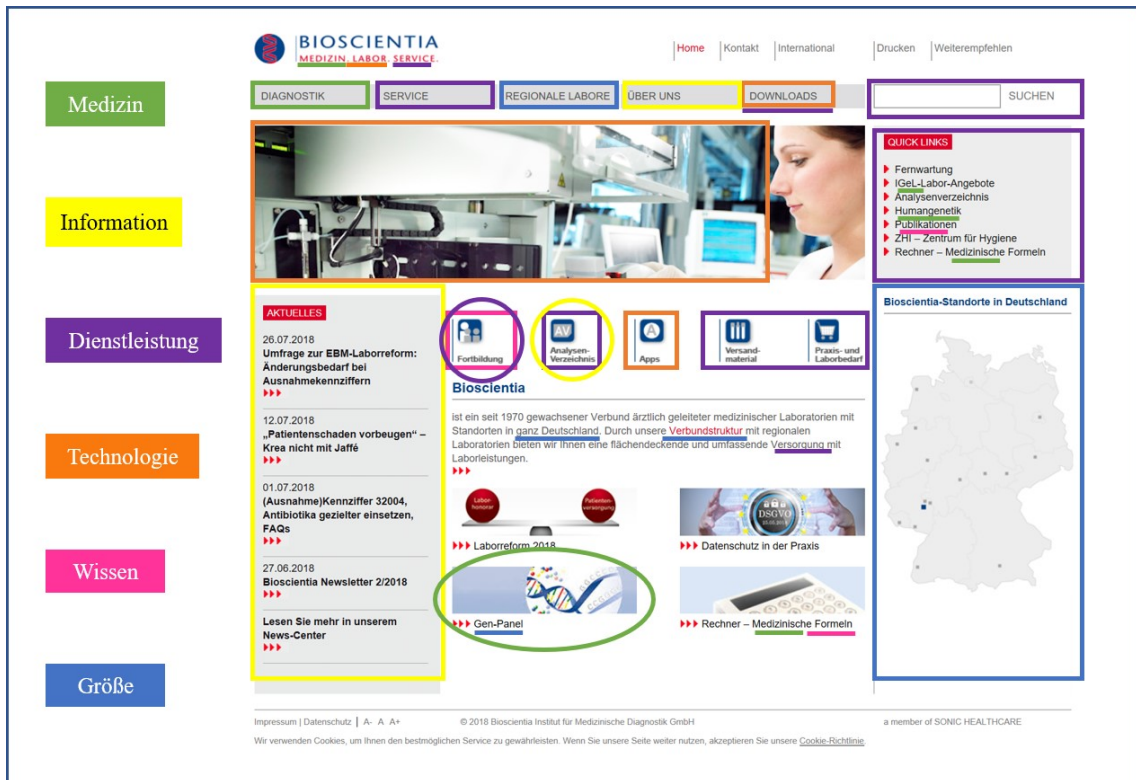 BIOSCIENTIA
MEDIZIN. LABOR. SERVICE.
Home Kontakt International Drucken Weiterempfehlen
Medizin
Information
Dienstleistung
Technologie
Wissen
Größe
DIAGNOSTIK SERVICE REGIONALE LABORE ÜBER UNS DOWNLOADS SUCHEN
QUICK LINKS
Fernwartung
IGeL-Labor-Angebote
Analysenverzeichnis
Humangenetik
Publikationen
ZHI – Zentrum für Hygiene
Rechner – Medizinische Formeln
AKTUELLES
26.07.2018
Umfrage zur EBM-Laborreform:
Änderungsbedarf bei
Ausnahmekennziffern
12.07.2018
„Patientenschaden vorbeugen“ –
Krea nicht mit Jaffé
01.07.2018
(Ausnahme)Kennziffer 32004,
Antibiotika gezielter einsetzen,
FAQs
27.06.2018
Bioscientia Newsletter 2/2018
Lesen Sie mehr in unserem
News-Center
Fortbildung
AV
Analysen-
Verzeichnis
A
Apps
Versand-
material
Praxis- und
Laborbedarf
Bioscientia
ist ein seit 1970 gewachsener Verbund ärztlich geleiteter medizinischer Laboratorien mit
Standorten in ganz Deutschland. Durch unsere Verbundstruktur mit regionalen
Laboratorien bieten wir Ihnen eine flächendeckende und umfassende Versorgung mit
Laborleistungen.
Labor-
honorar
Patienten-
versorgung
Laborreform 2018
DSGVO
25.05.2018
Datenschutz in der Praxis
Gen-Panel
Rechner – Medizinische Formeln
Bioscientia-Standorte in Deutschland
Impressum | Datenschutz | A- A A+ © 2018 Bioscientia Institut für Medizinische Diagnostik GmbH a member of SONIC HEALTHCARE
Wir verwenden Cookies, um Ihnen den bestmöglichen Service zu gewährleisten. Wenn Sie unsere Seite weiter nutzen, akzeptieren Sie unsere Cookie-Richtlinie.